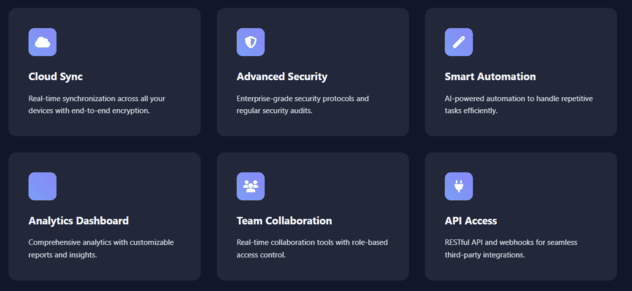 Cloud Sync
Real-time synchronization across all your
devices with end-to-end encryption.
Advanced Security
Enterprise-grade security protocols and
regular security audits.
Smart Automation
AI-powered automation to handle repetitive
tasks efficiently.
Analytics Dashboard
Comprehensive analytics with customizable
reports and insights.
Team Collaboration
Real-time collaboration tools with role-based
access control.
API Access
RESTful API and webhooks for seamless
third-party integrations.